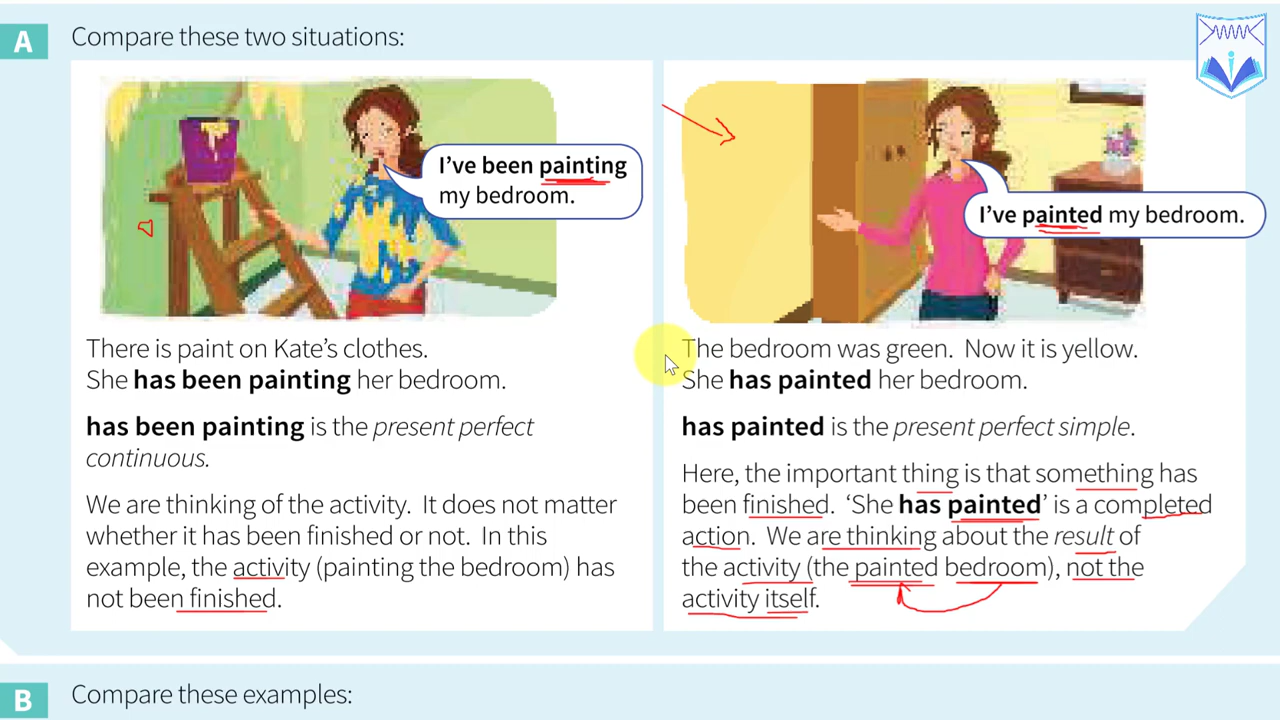 A Compare these two situations:
I've been painting
my bedroom.
There is paint on Kate's clothes.
She has been painting her bedroom.
has been painting is the present perfect
continuous.
We are thinking of the activity. It does not matter
whether it has been finished or not. In this
example, the activity (painting the bedroom) has
not been finished.
I've painted my bedroom.
The bedroom was green. Now it is yellow.
She has painted her bedroom.
has painted is the present perfect simple.
Here, the important thing is that something has
been finished. ‘She has painted’ is a completed
action. We are thinking about the result of
the activity (the painted bedroom), not the
activity itself.
B Compare these examples: